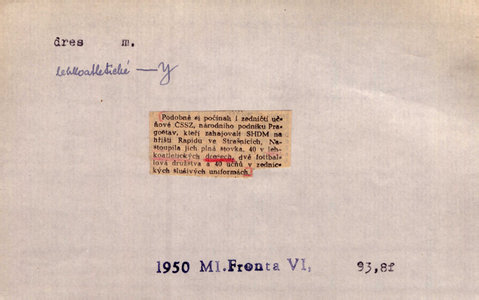 dres m.
lehkoatletické — y
Podobně si počínali i zedničtí uč-
ňové ČSSZ, národního podniku Pra-
gostav, kteří zahajovali SHDM na
hřišti Rapidu ve Strašnicích. Na-
stoupila jich plná stovka, 40 v leh-
koatletických dresech, dvě fotbal-
lová družstva a 40 učňů v zednic-
kých slušivých uniformách.
1950 Ml.Fronta VI, 93,8f